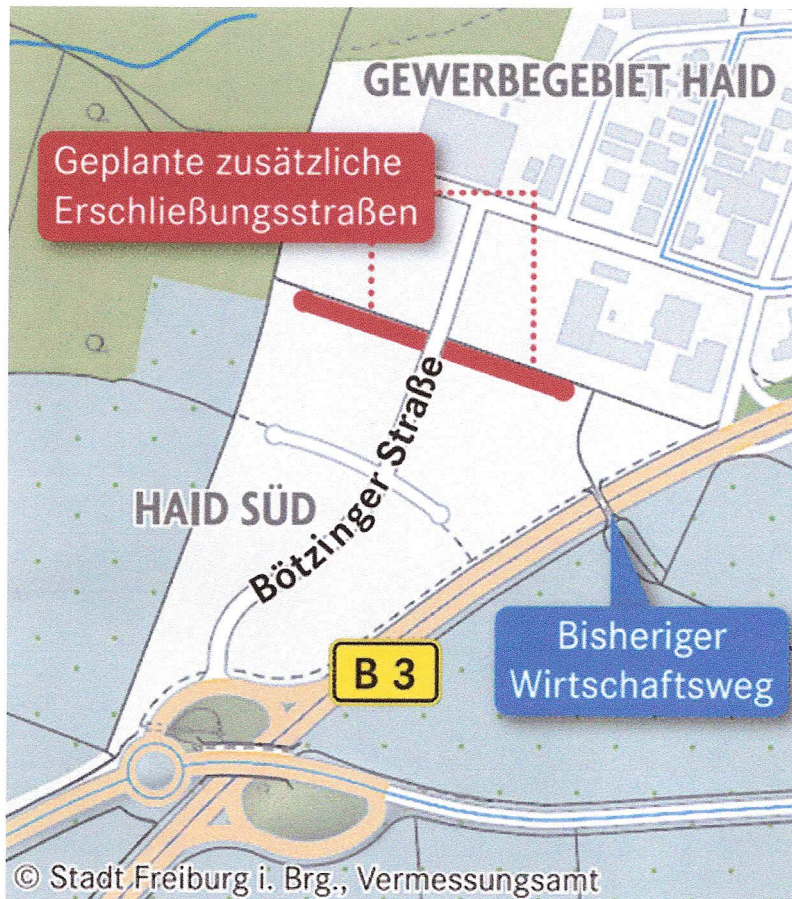 GEWERBEGEBIET HAID
Geplante zusätzliche
Erschließungsstraßen
Bötzinger Straße
HAID SÜD
B 3
Bisheriger
Wirtschaftsweg
© Stadt Freiburg i. Brg., Vermessungsamt